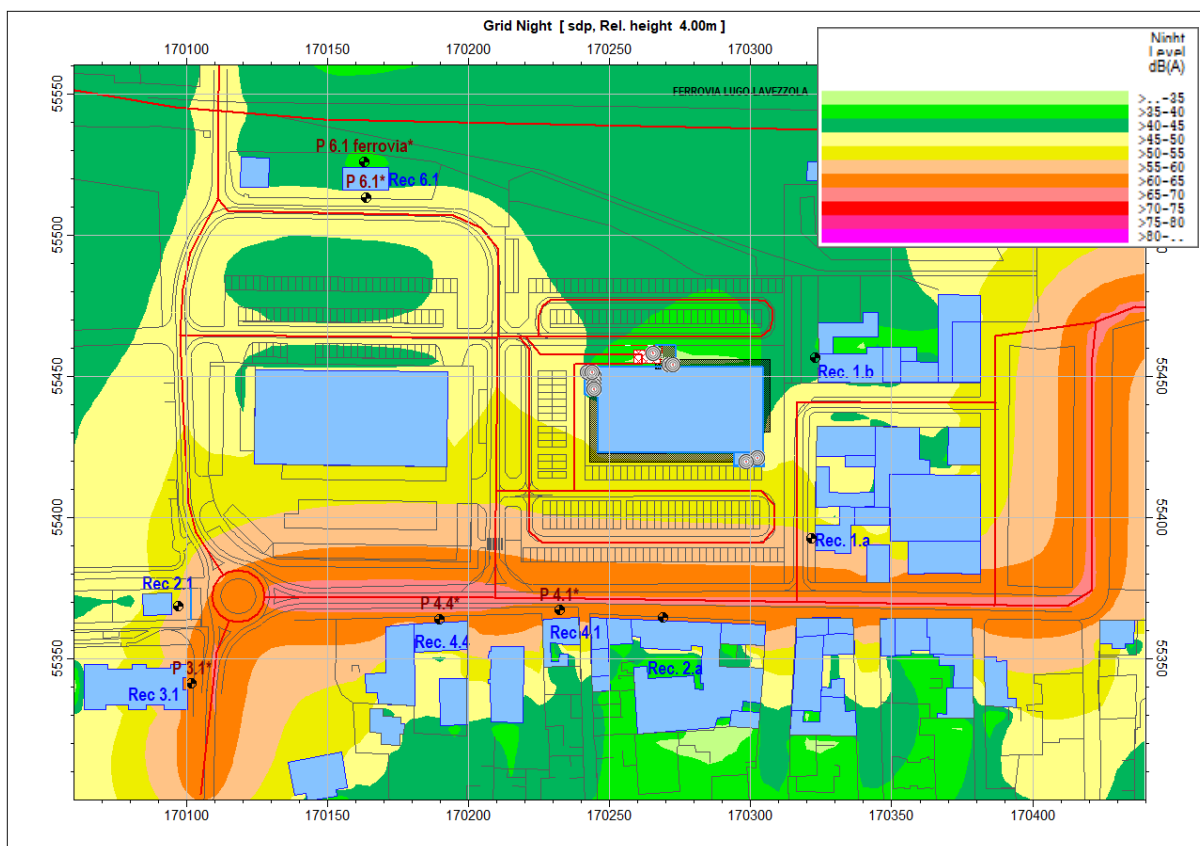 Grid Night [ sdp, Rel. height 4.00m ]
170100 170150 170200 170250 170300
Night
Level
dB(A)
>..-35
>35-40
>40-45
>45-50
>50-55
>55-60
>60-65
>65-70
>70-75
>75-80
>80-..
FERROVIA LUGO-LAVEZZOLA
55550
P 6.1 ferrovia*
P 6.1* Rec 6.1
55500
55450 55450
Rec. 1.b
55400 55400
Rec. 1.a
Rec 2.1
P 4.4* P 4.1*
Rec. 4.4 Rec 4.1
Rec. 2.a
55350 55350
P 3.1*
Rec 3.1
170100 170150 170200 170250 170300 170350 170400